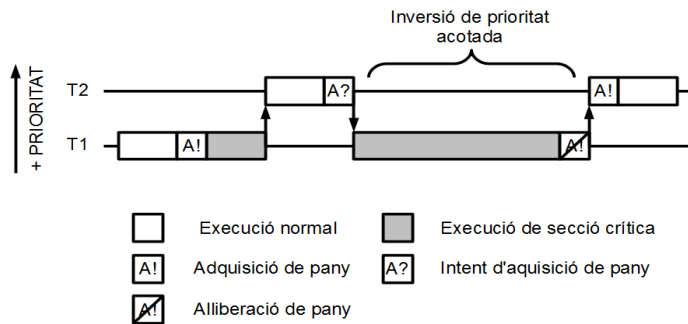 Inversió de prioritat
acotada
+ PRIORITAT
T2
A?
A!
T1
A!
A!
Execució normal
Execució de secció crítica
A!
Adquisició de pany
A?
Intent d'aquisició de pany
A!
Alliberació de pany